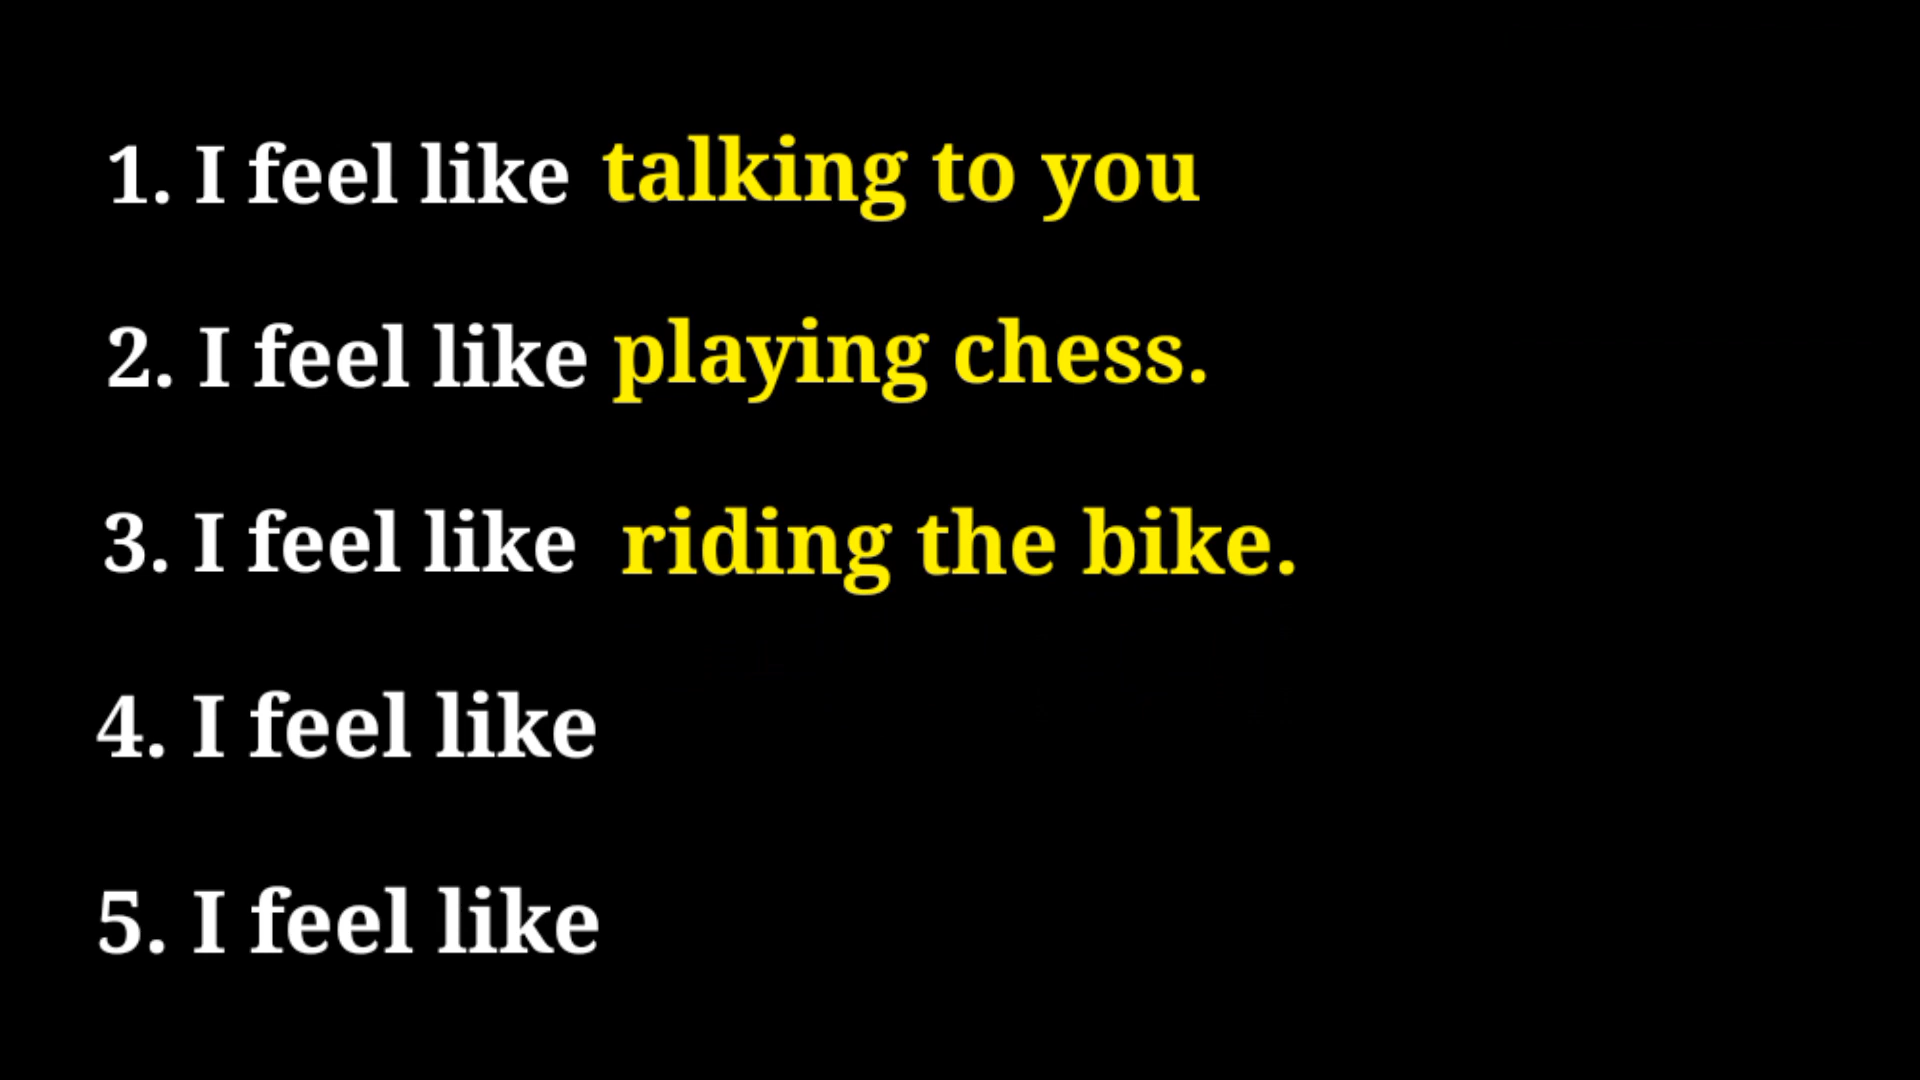 1. I feel like talking to you
2. I feel like playing chess.
3. I feel like riding the bike.
4. I feel like
5. I feel like